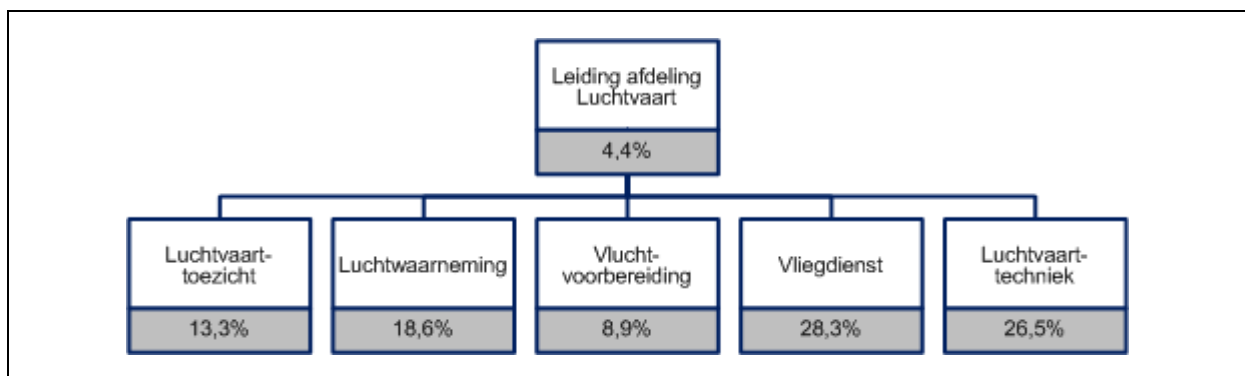 Leiding afdeling
Luchtvaart
4,4%
Luchtvaart-
toezicht
13,3%
Luchtwaarneming
18,6%
Vlucht-
voorbereiding
8,9%
Vliegdienst
28,3%
Luchtvaart-
techniek
26,5%